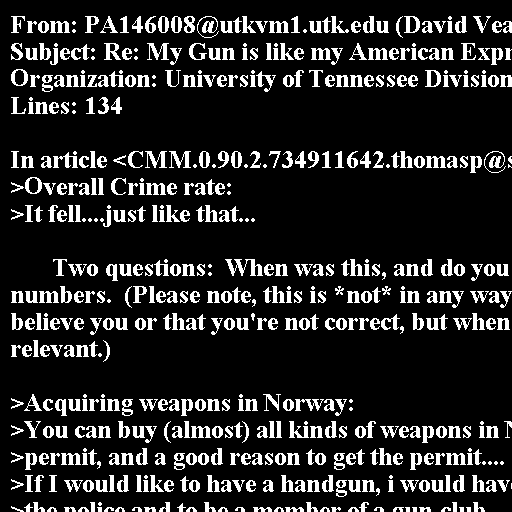 From: PA146008@utkvm1.utk.edu (David Vea
Subject: Re: My Gun is like my American Expr
Organization: University of Tennessee Division
Lines: 134

In article <CMM.0.90.2.734911642.thomasp@s
>Overall Crime rate:
>It fell....just like that...

Two questions:  When was this, and do you
numbers.  (Please note, this is *not* in any way
believe you or that you're not correct, but when
relevant.)

>Acquiring weapons in Norway:
>You can buy (almost) all kinds of weapons in N
>permit, and a good reason to get the permit....
>If I would like to have a handgun, i would hav
>the police and to be a member of a gun-club